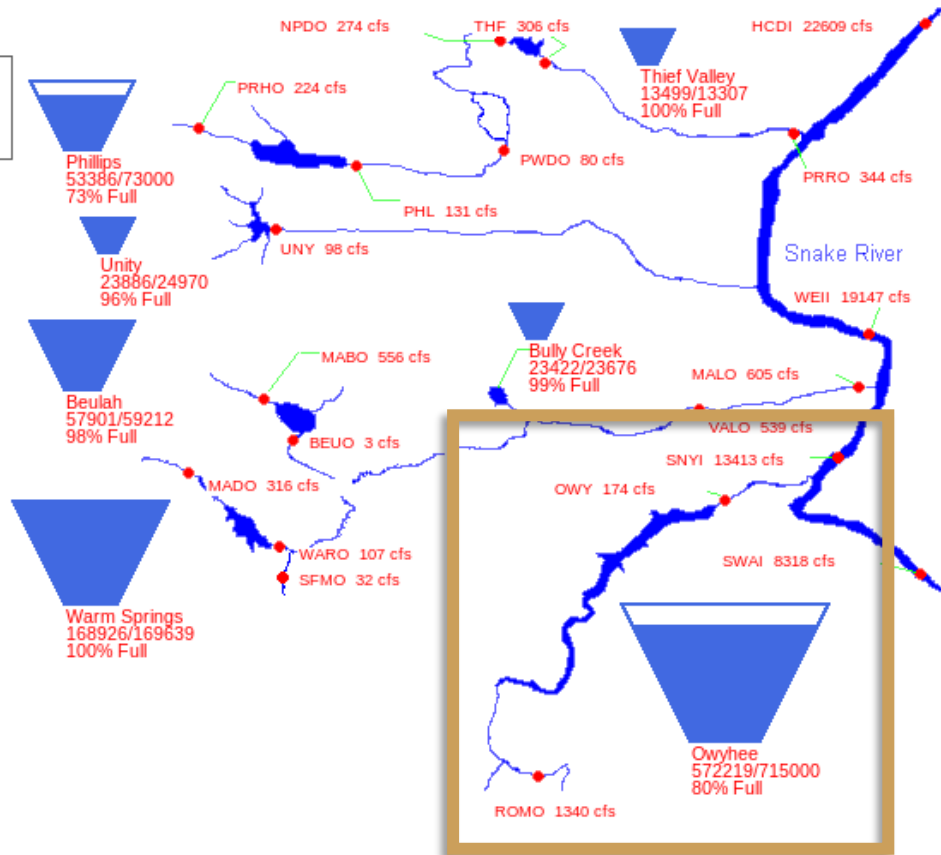 NPDO 274 cfs
THF 306 cfs
HCDI 22609 cfs
Thief Valley
13499/13307
100% Full
PRHO 224 cfs
Phillips
53386/73000
73% Full
PWDO 80 cfs
PRRO 344 cfs
PHL 131 cfs
UNY 98 cfs
Snake River
Unity
23886/24970
96% Full
WEII 19147 cfs
Bully Creek
23422/23676
99% Full
MABO 556 cfs
MALO 605 cfs
Beulah
57901/59212
98% Full
BEUO 3 cfs
VALO 539 cfs
SNYI 13413 cfs
MADO 316 cfs
OWY 174 cfs
WARO 107 cfs
SFMO 32 cfs
SWAI 8318 cfs
Warm Springs
168926/169639
100% Full
Owyhee
572219/715000
80% Full
ROMO 1340 cfs